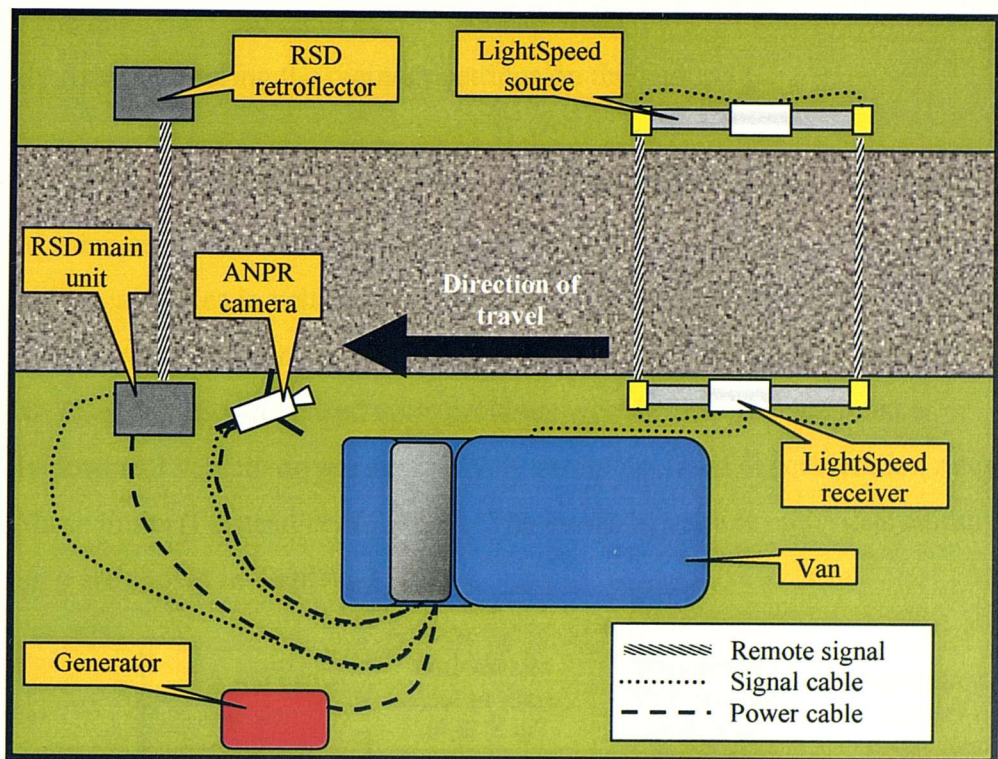 RSD
retroflector
LightSpeed
source
RSD main
unit
ANPR
camera
Direction of
travel
LightSpeed
receiver
Van
Generator
Remote signal
Signal cable
Power cable